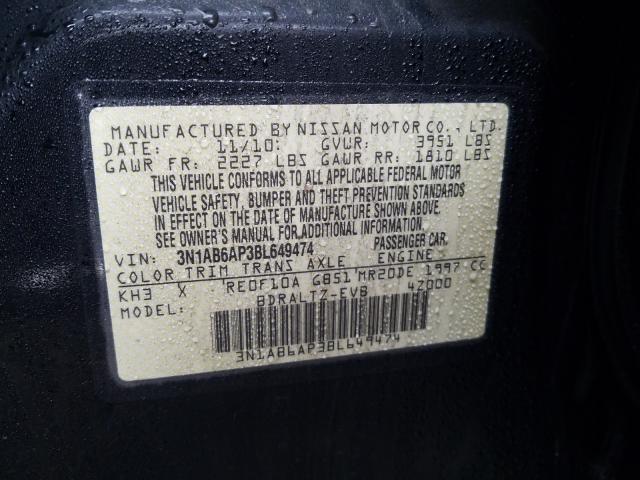 MANUFACTURED BY NISSAN MOTOR CO., LTD.
DATE: 11/10: GVWR: 3951 LBS
GAWR FR: 2227 LBS GAWR RR: 1810 LBS
THIS VEHICLE CONFORMS TO ALL APPLICABLE FEDERAL MOTOR
VEHICLE SAFETY, BUMPER AND THEFT PREVENTION STANDARDS
IN EFFECT ON THE DATE OF MANUFACTURE SHOWN ABOVE.
SEE OWNER'S MANUAL FOR ADDITIONAL INFORMATION.
VIN: 3N1AB6AP3BL649474 PASSENGER CAR.
COLOR TRIM TRANS AXLE ENGINE
KH3 X RE0F10A G851 MR20DE 1997 CC
MODEL: BDRALTZ-EVB 4Z000
3N1AB6AP3BL649474